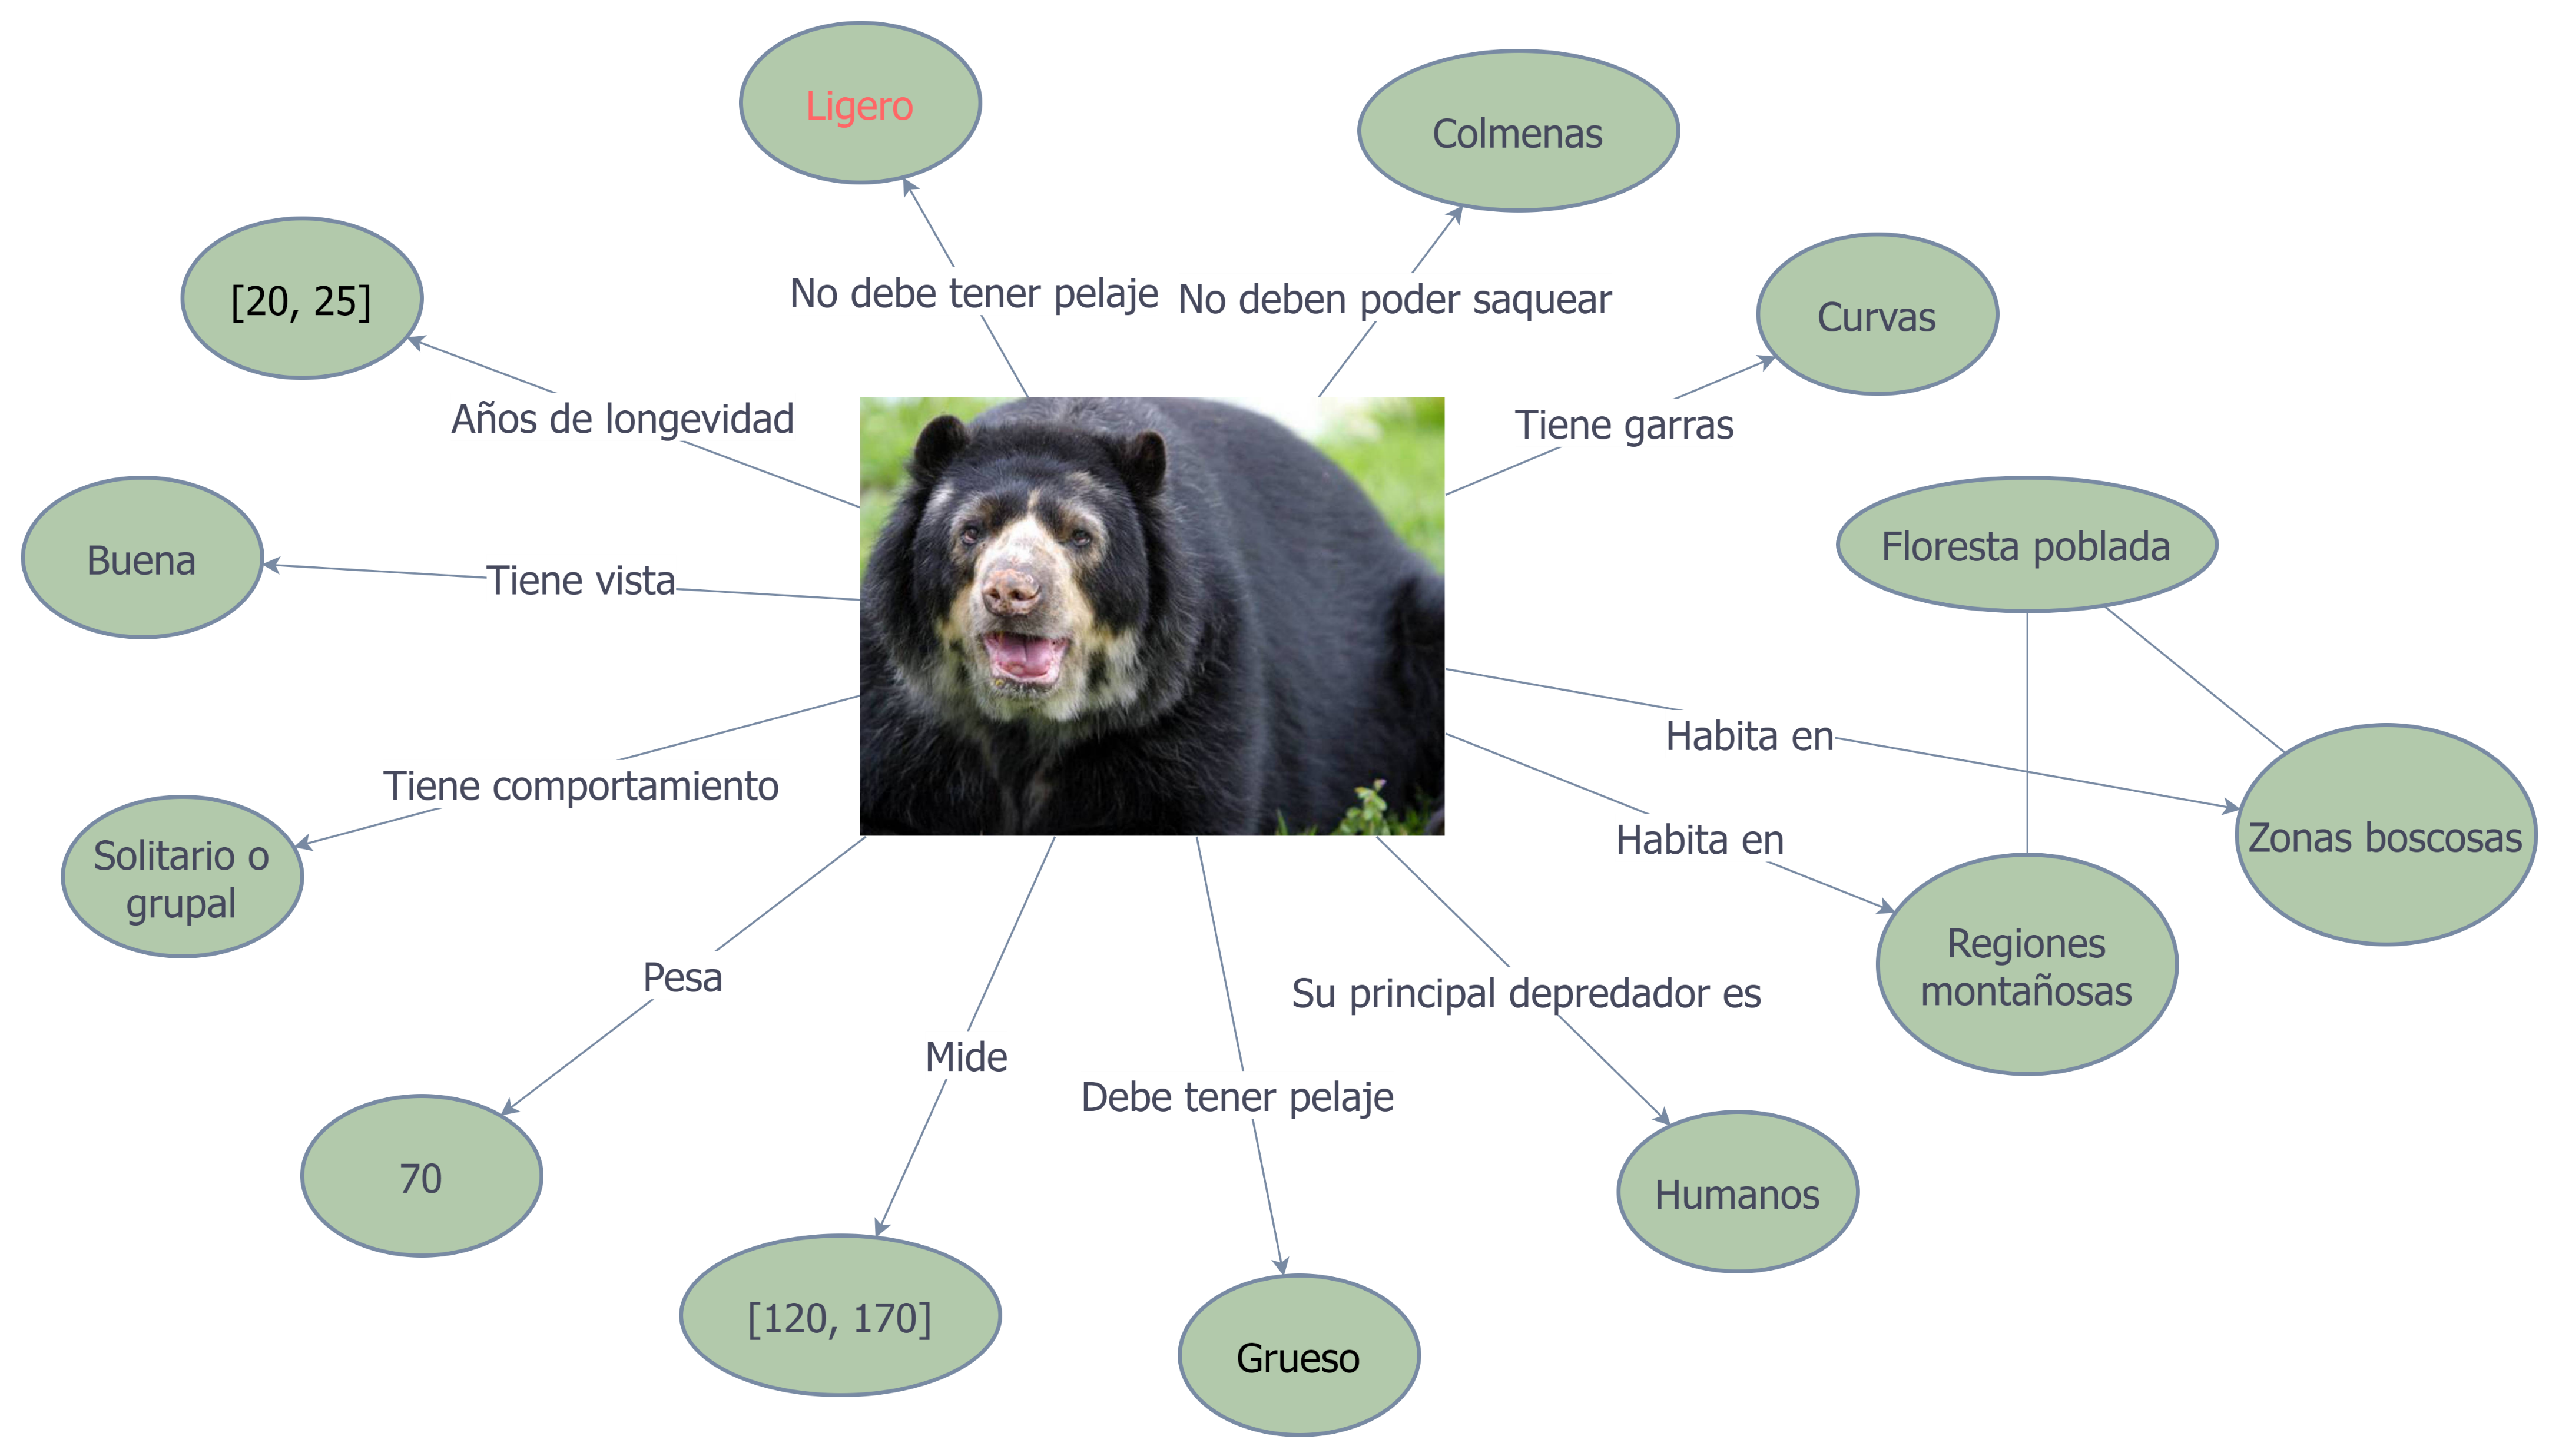 Ligero
Colmenas
[20, 25]
No debe tener pelaje
No deben poder saquear
Curvas
Años de longevidad
Tiene garras
Buena
Tiene vista
Floresta poblada
Habita en
Tiene comportamiento
Habita en
Zonas boscosas
Solitario o
grupal
Regiones
montañosas
Pesa
Su principal depredador es
Mide
Debe tener pelaje
70
Humanos
[120, 170]
Grueso